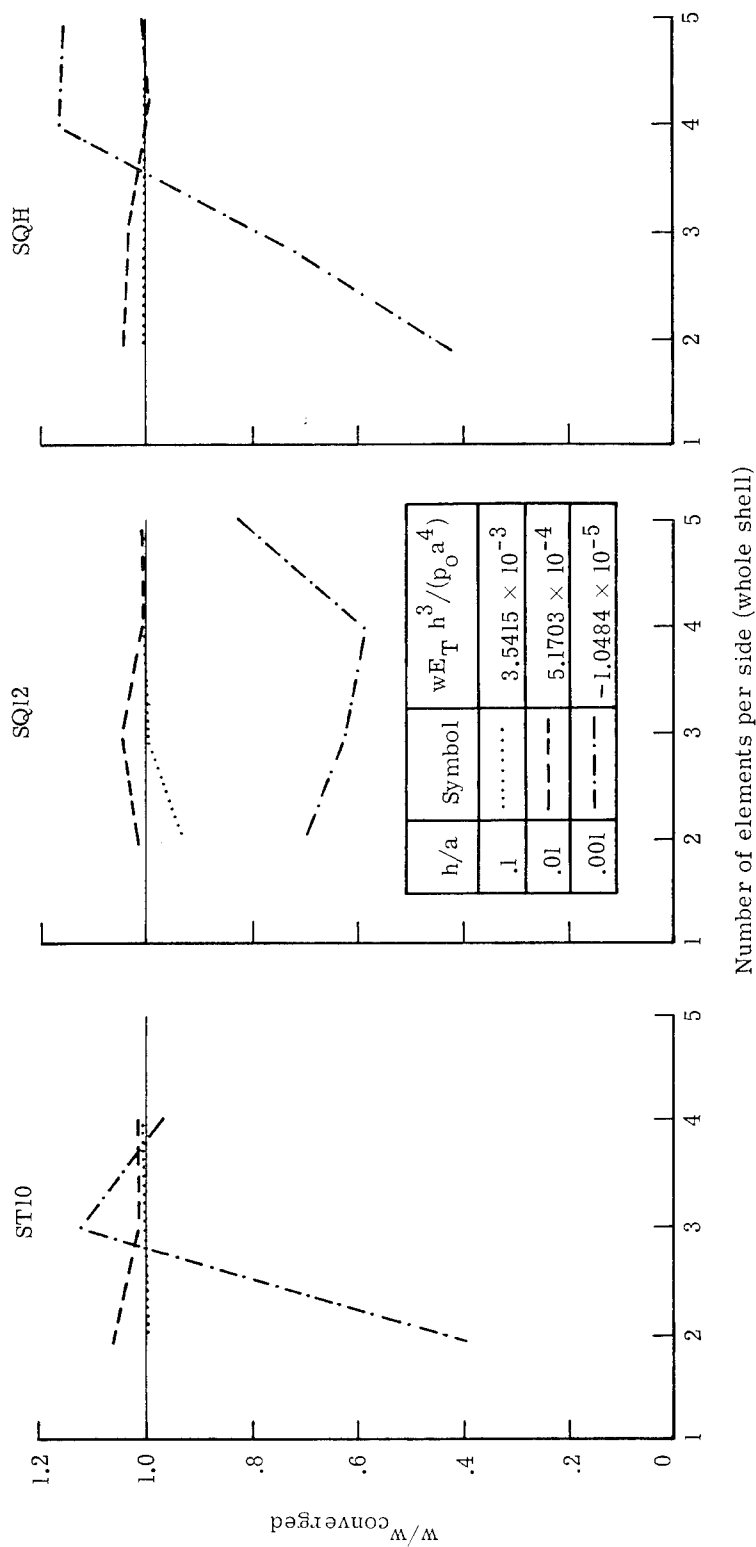 ST10
SQ12
SQH
w/w converged
1.2
1.0
.8
.6
.4
.2
0
1 2 3 4 5
1 2 3 4 5
1 2 3 4 5
h/a Symbol wE_T h^3/(p_o a^4)
.1 3.5415 × 10^-3
.01 5.1703 × 10^-4
.001 -1.0484 × 10^-5
Number of elements per side (whole shell)